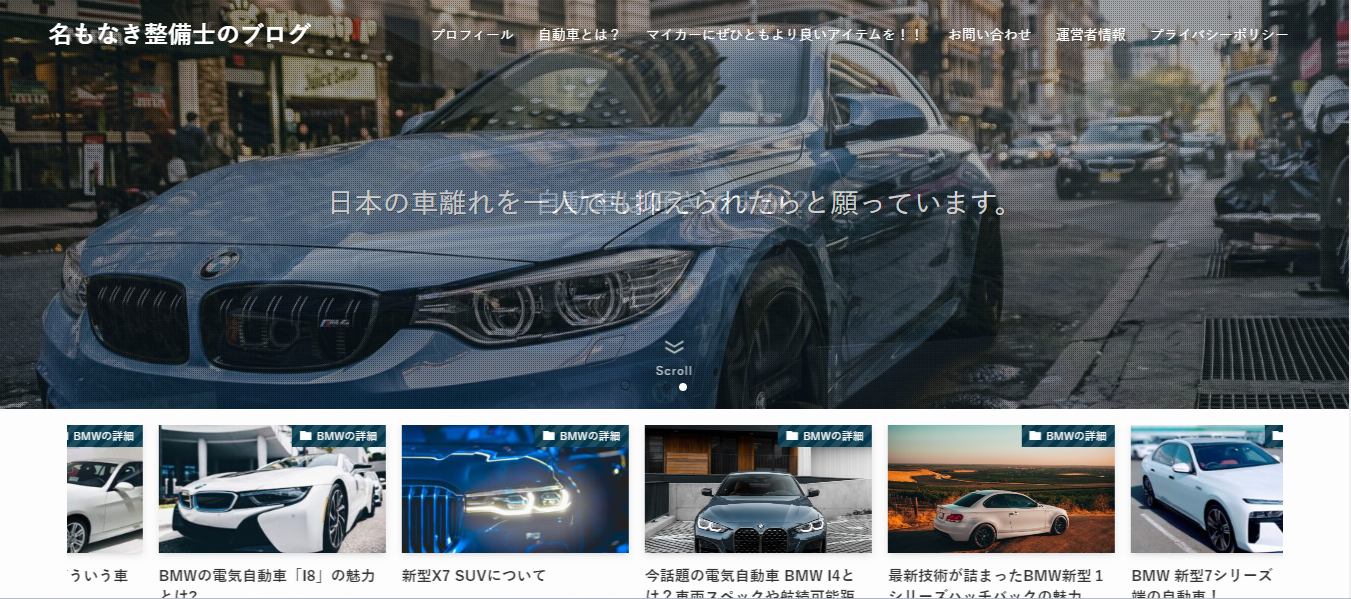 名もなき整備士のブログ
プロフィール
自動車とは？
マイカーにぜひともより良いアイテムを！！
お問い合わせ
運営者情報
プライバシーポリシー
日本の車離れを一人でも抑えられたらと願っています。
Scroll
BMWの詳細
BMWの詳細
BMWの詳細
BMWの詳細
BMWの詳細
ういう車
BMWの電気自動車「I8」の魅力
とは?
新型X7 SUVについて
今話題の電気自動車 BMW I4と
は？車両スペックや航続可能距
最新技術が詰まったBMW新型１
シリーズハッチバックの魅力
BMW 新型7シリーズ
端の自動車！